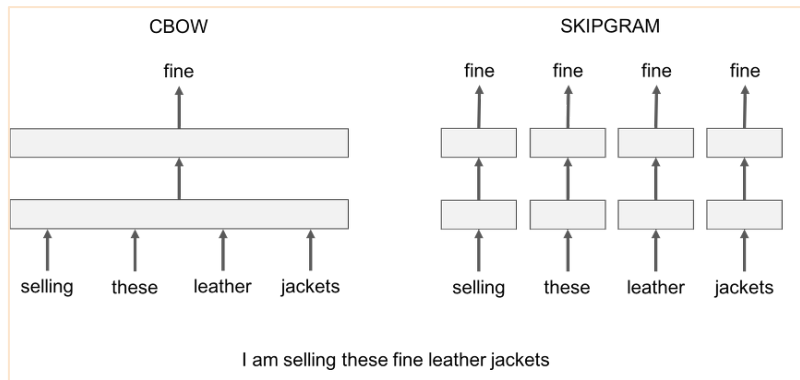 CBOW
SKIPGRAM
fine
fine fine fine fine
selling these leather jackets
selling these leather jackets
I am selling these fine leather jackets